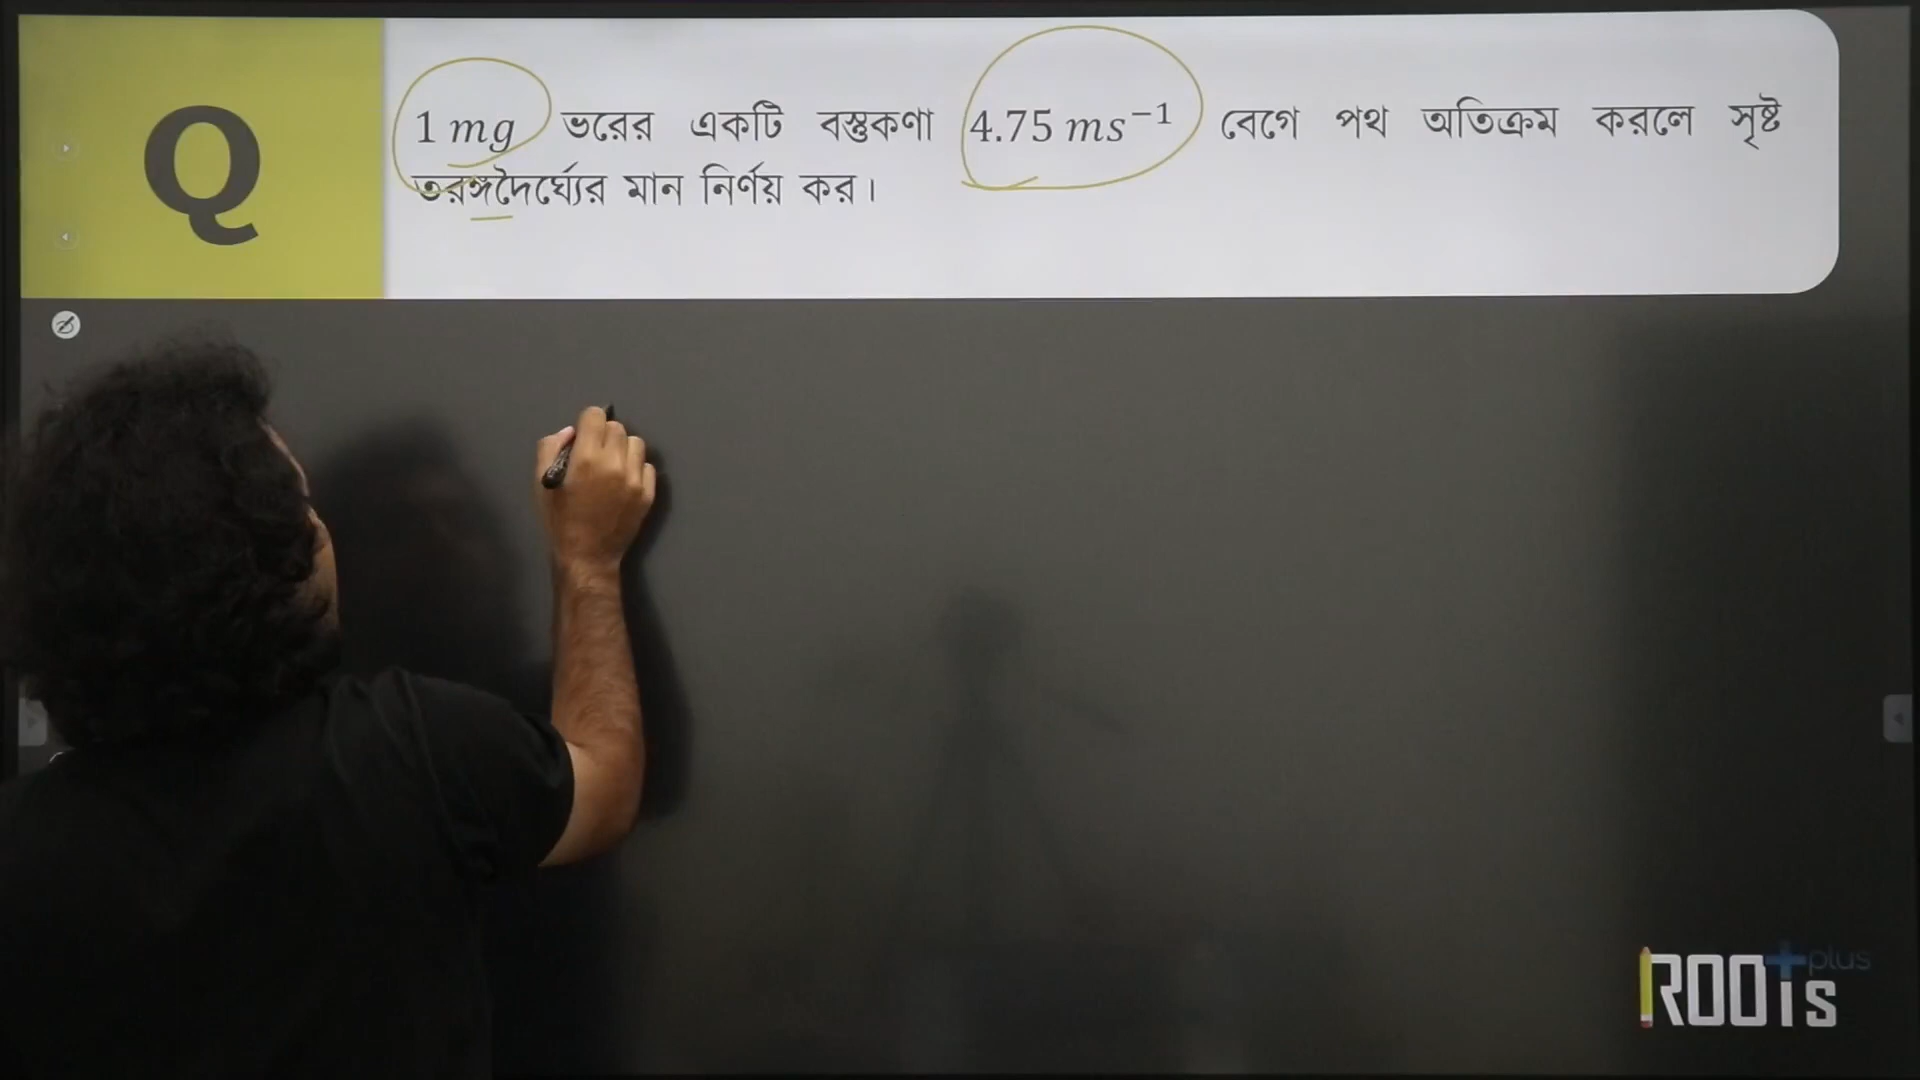 Q
1 mg ভরের একটি বস্তুকণা 4.75 ms⁻¹ বেগে পথ অতিক্রম করলে সৃষ্ট
তরঙ্গদৈর্ঘ্যের মান নির্ণয় কর।
ROOTs plus